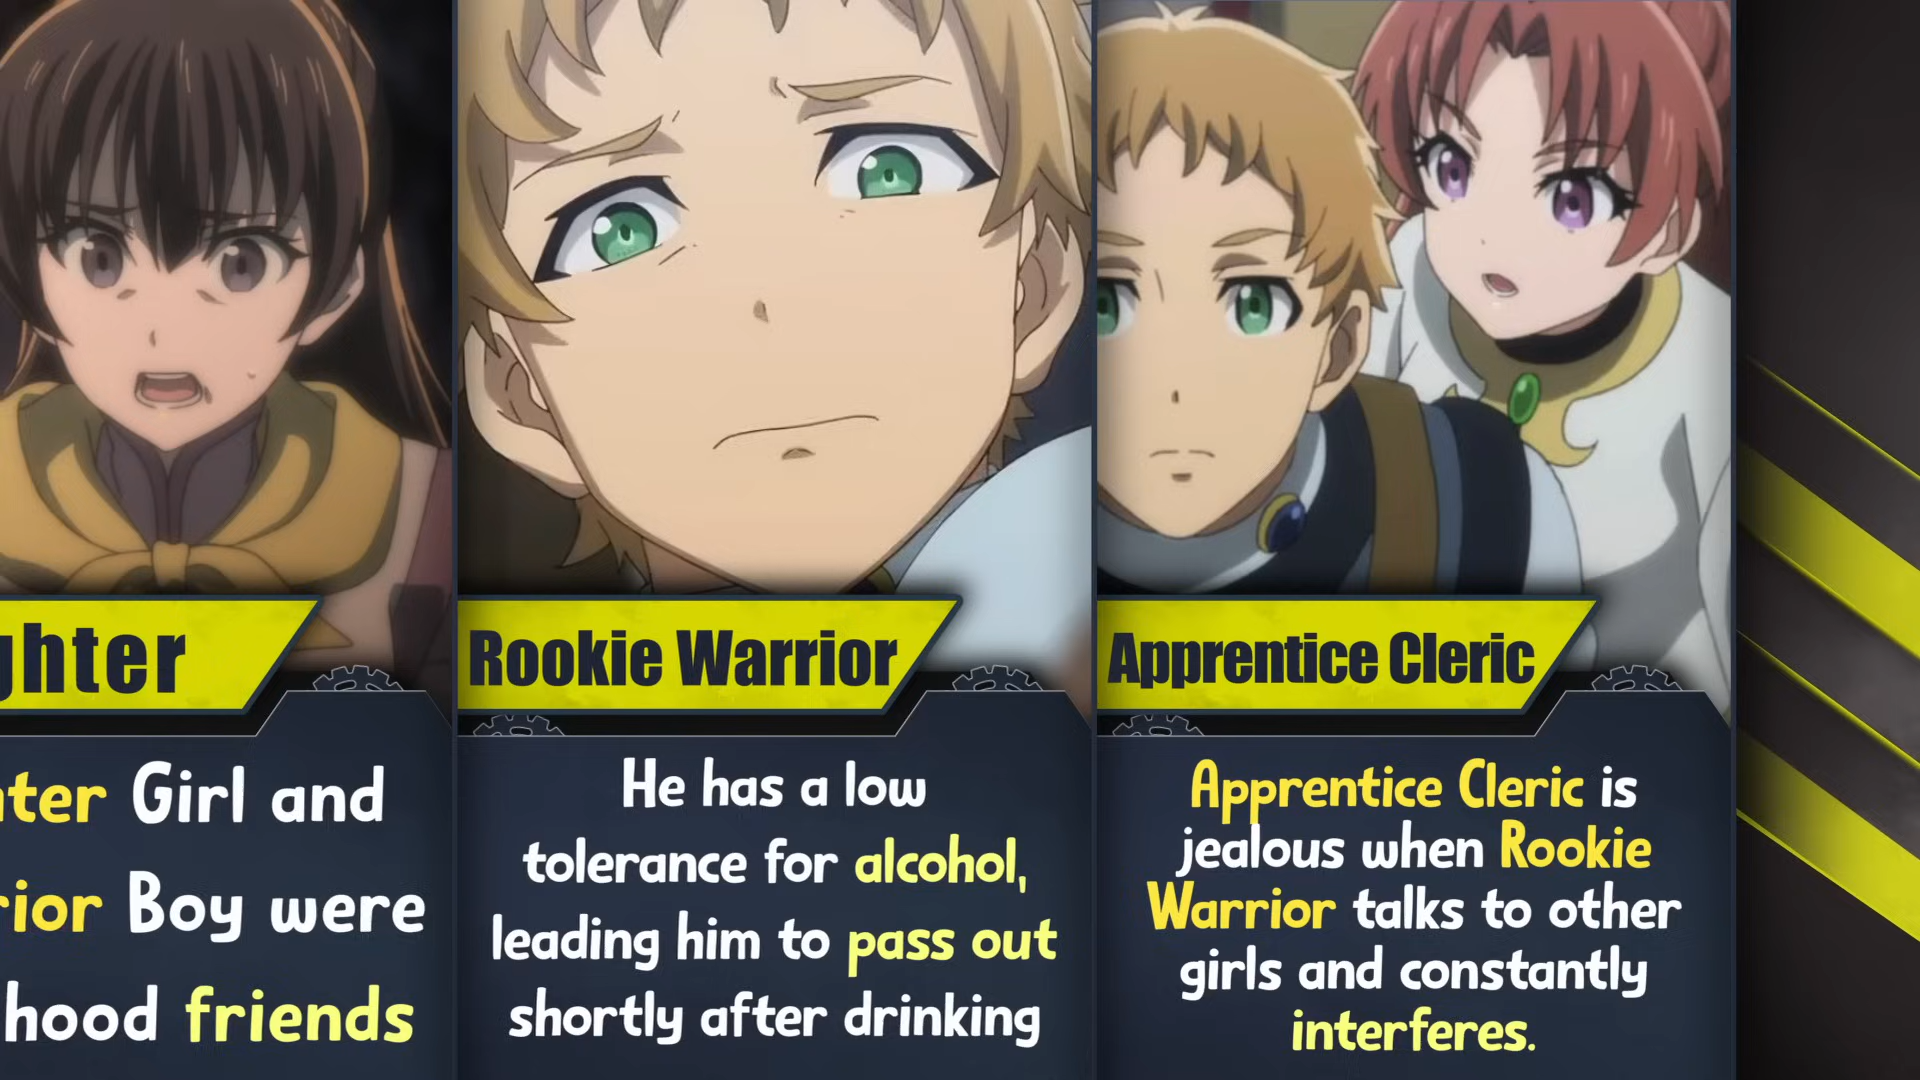 ghter
ter Girl and
rior Boy were
hood friends
Rookie Warrior
He has a low
tolerance for alcohol,
leading him to pass out
shortly after drinking
Apprentice Cleric
Apprentice Cleric is
jealous when Rookie
Warrior talks to other
girls and constantly
interferes.